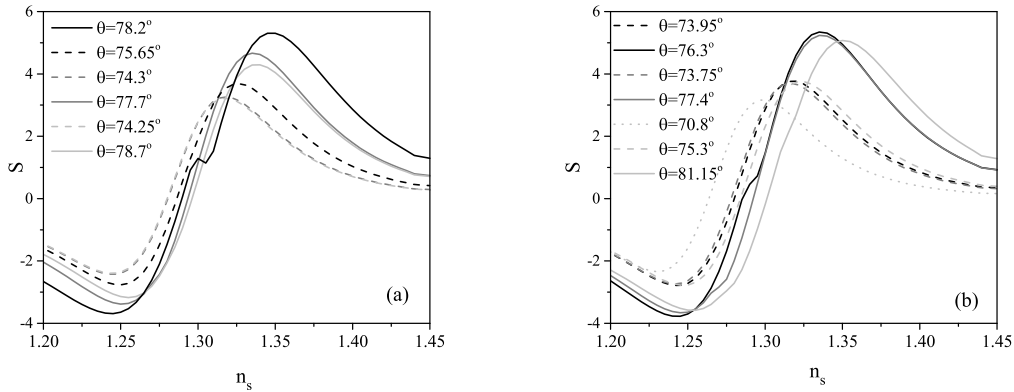 6
4
2
0
-2
-4
S
θ=78.2°
θ=75.65°
θ=74.3°
θ=77.7°
θ=74.25°
θ=78.7°
(a)
1.20 1.25 1.30 1.35 1.40 1.45
n_s
6
4
2
0
-2
-4
S
θ=73.95°
θ=76.3°
θ=73.75°
θ=77.4°
θ=70.8°
θ=75.3°
θ=81.15°
(b)
1.20 1.25 1.30 1.35 1.40 1.45
n_s